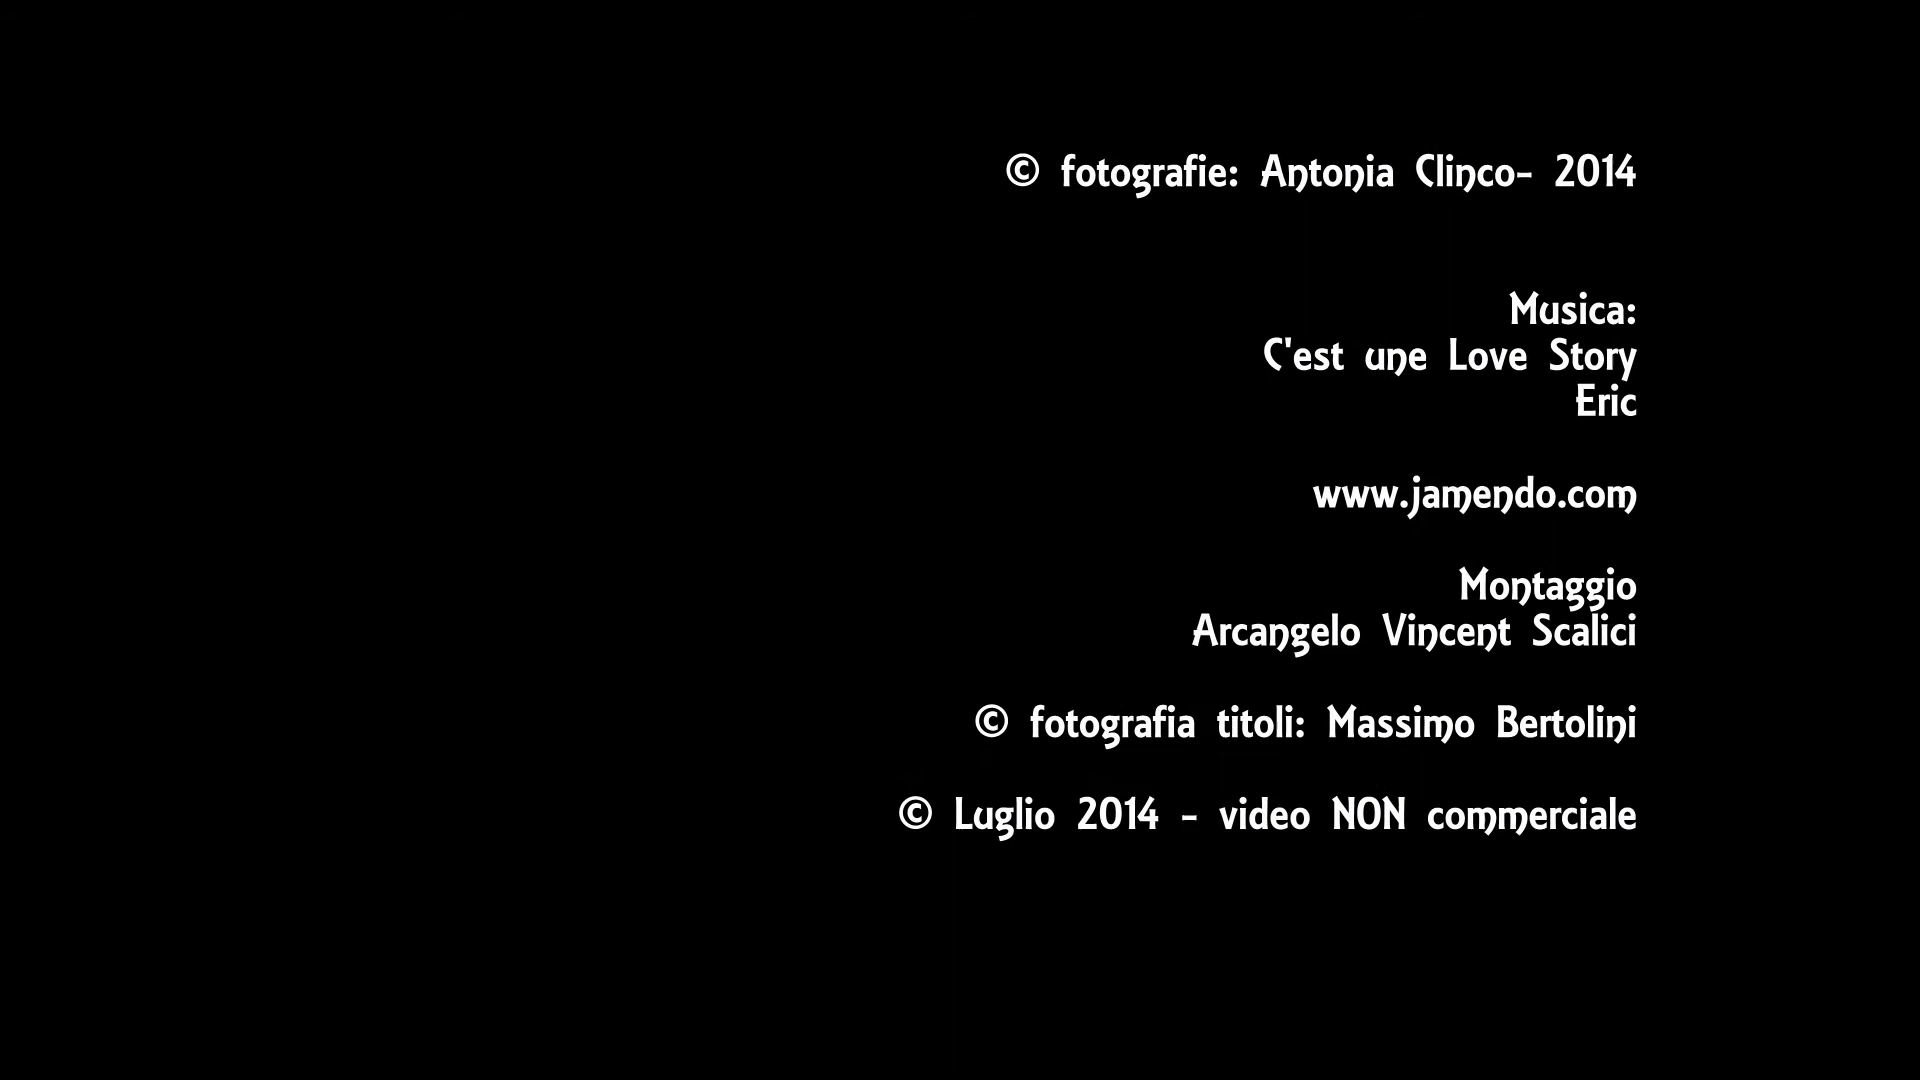 © fotografie: Antonia Clinco- 2014
Musica:
C'est une Love Story
Eric
www.jamendo.com
Montaggio
Arcangelo Vincent Scalici
© fotografia titoli: Massimo Bertolini
© Luglio 2014 - video NON commerciale